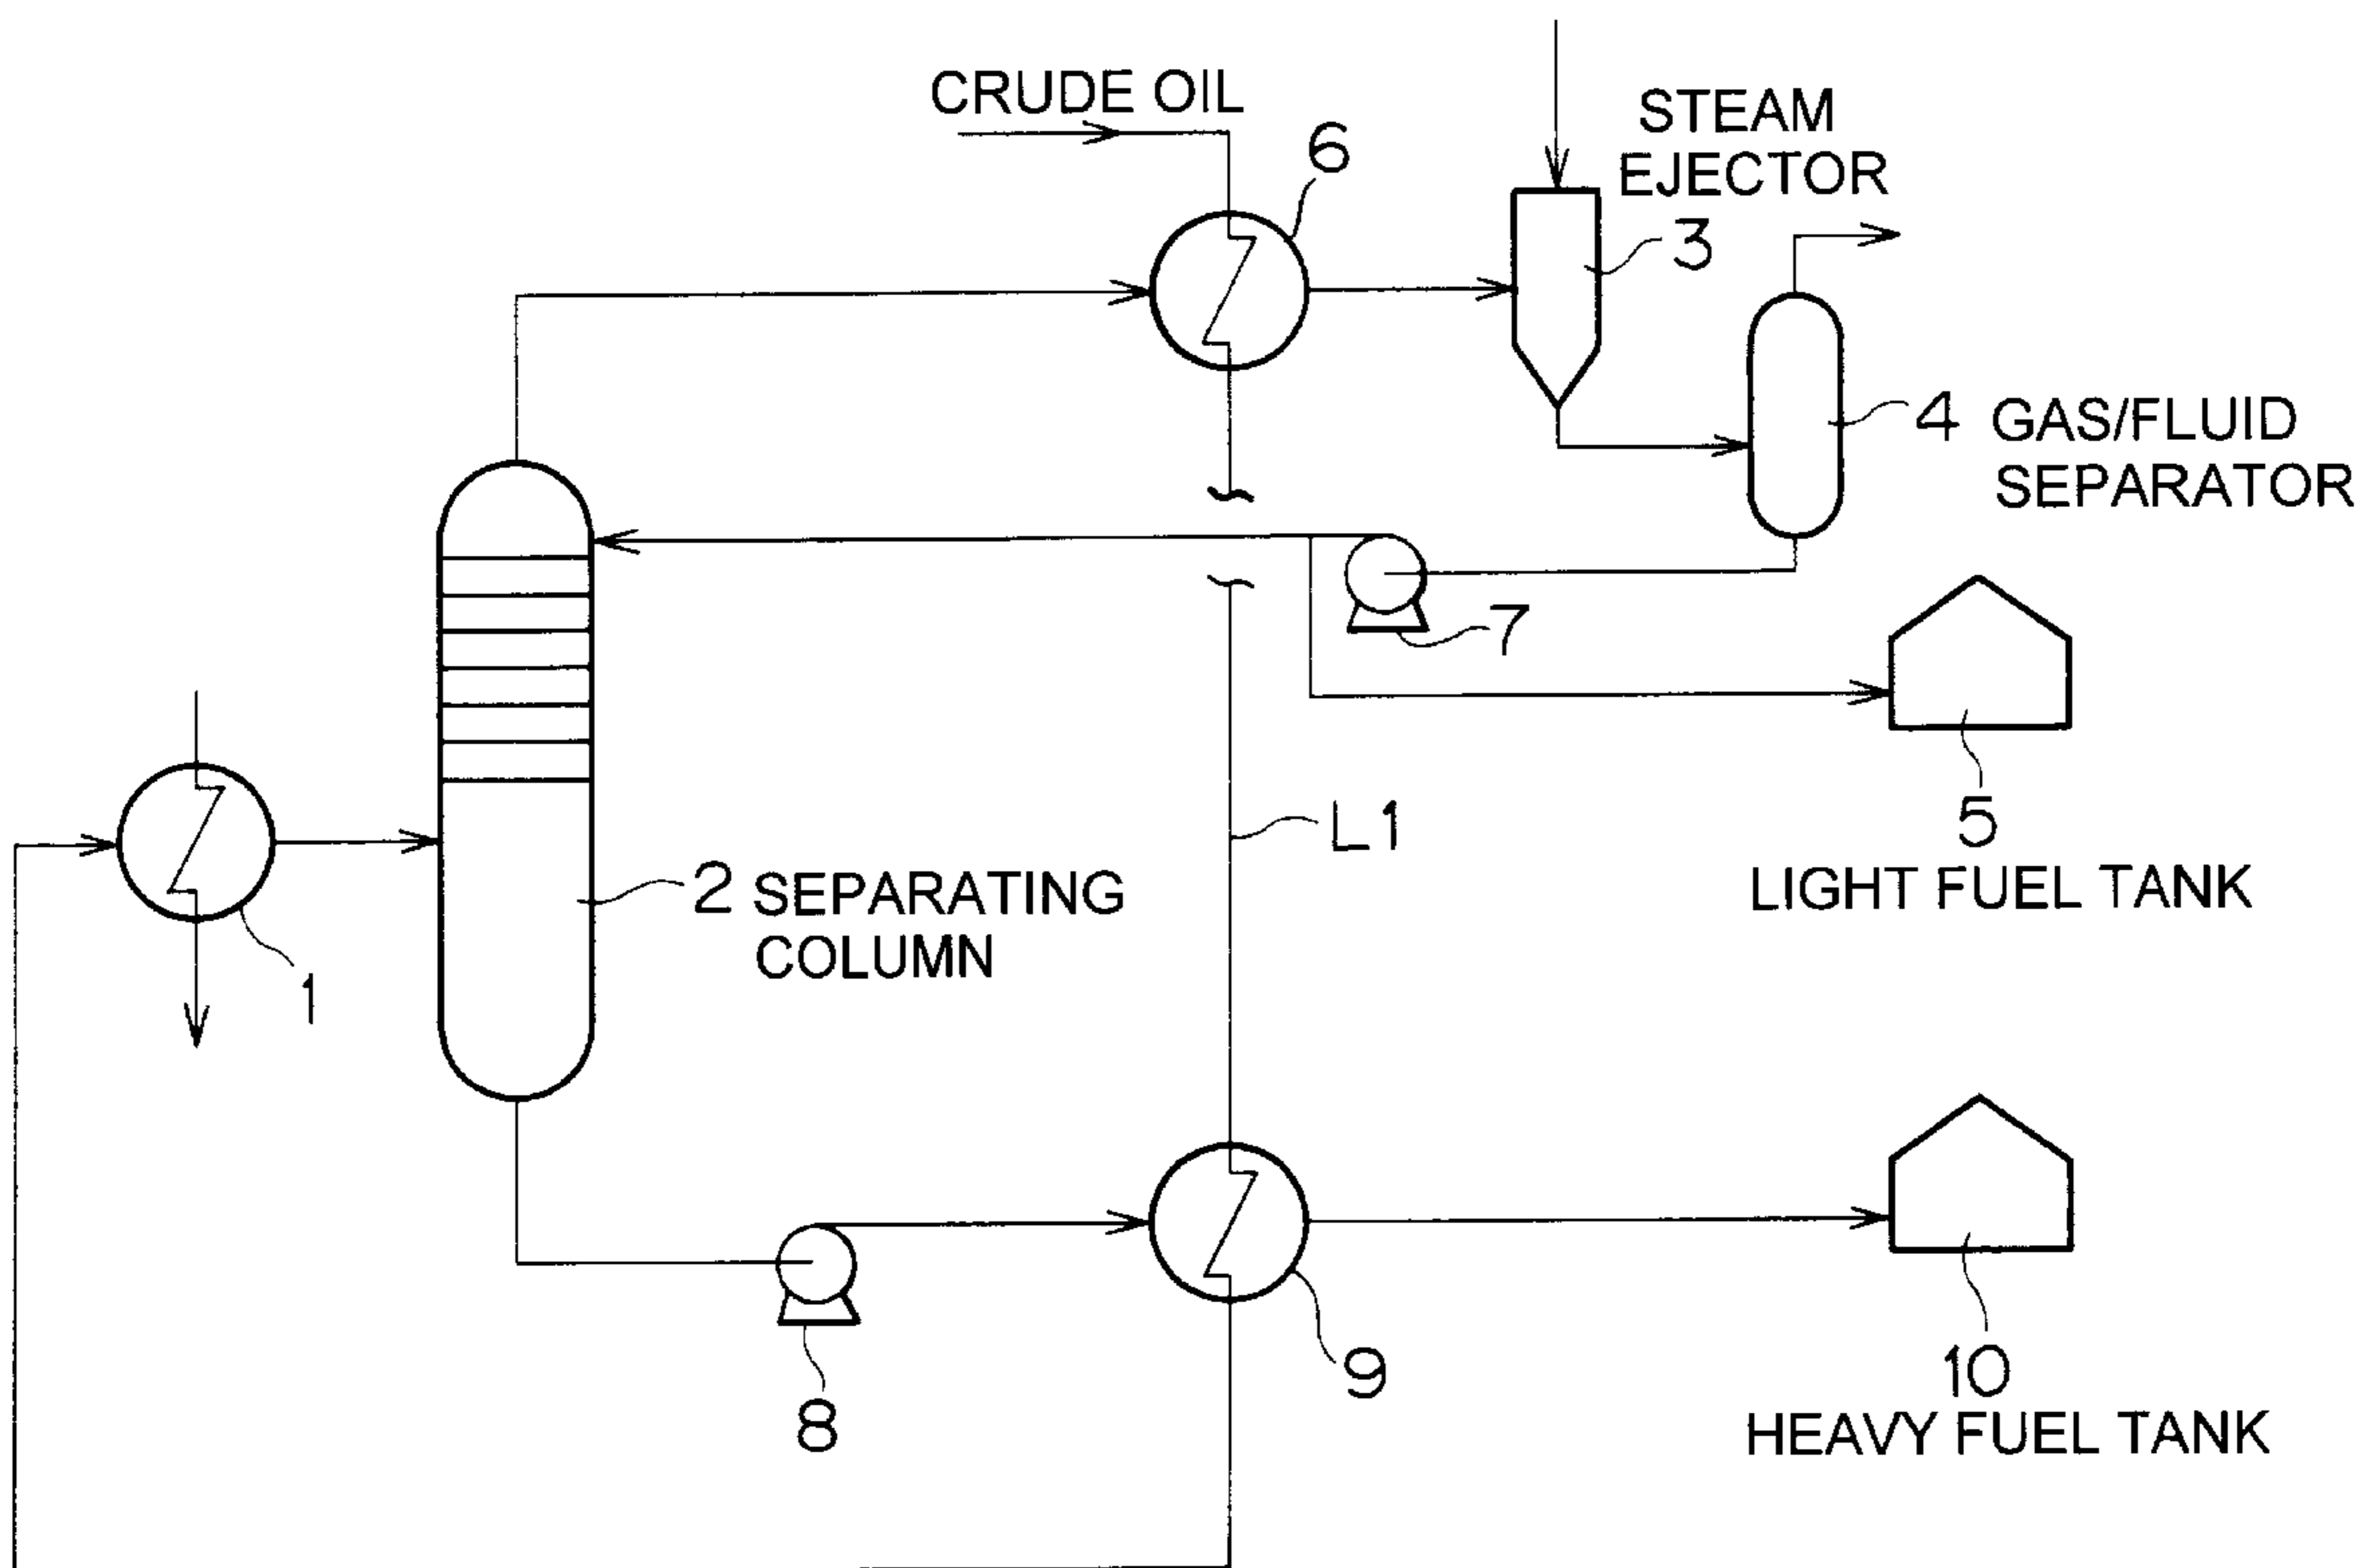 CRUDE OIL
6
STEAM
EJECTOR
3
4 GAS/FLUID
SEPARATOR
7
5
LIGHT FUEL TANK
L1
2 SEPARATING
COLUMN
1
9
8
10
HEAVY FUEL TANK